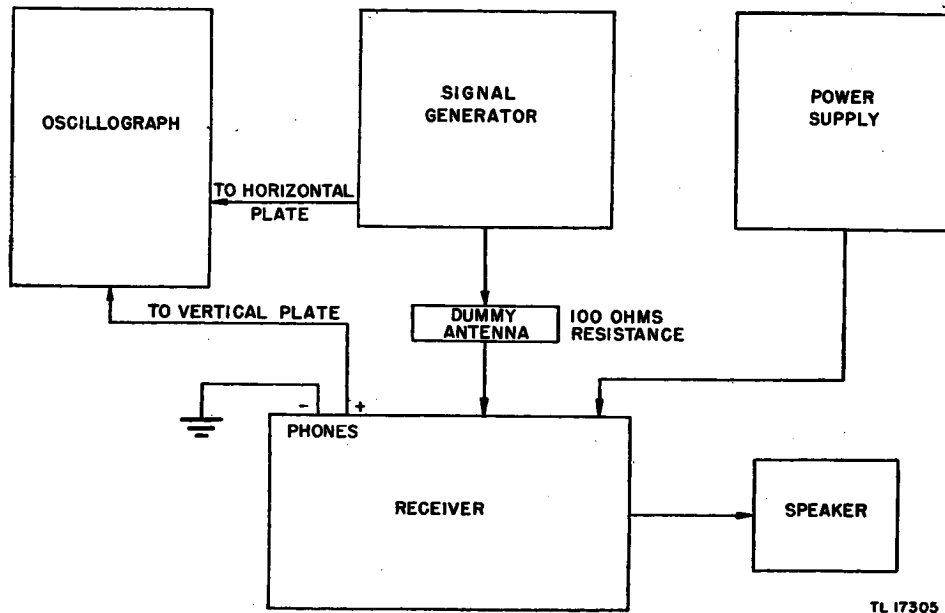 OSCILLOGRAPH
SIGNAL
GENERATOR
POWER
SUPPLY
TO HORIZONTAL
PLATE
TO VERTICAL PLATE
DUMMY
ANTENNA
100 OHMS
RESISTANCE
- +
PHONES
RECEIVER
SPEAKER
TL 17305